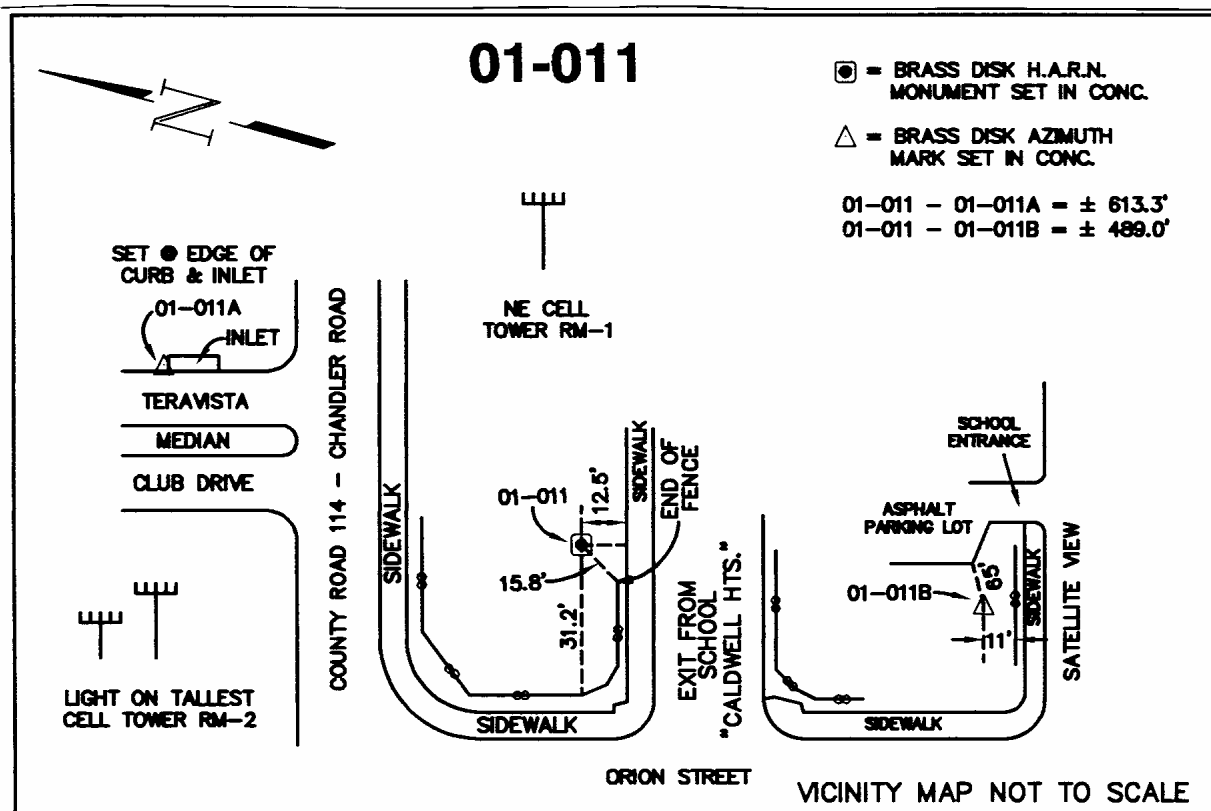 01-011
N
= BRASS DISK H.A.R.N.
MONUMENT SET IN CONC.
= BRASS DISK AZIMUTH
MARK SET IN CONC.
01-011 - 01-011A = ± 613.3'
01-011 - 01-011B = ± 489.0'
SET @ EDGE OF
CURB & INLET
01-011A
INLET
TERAVISTA
MEDIAN
CLUB DRIVE
LIGHT ON TALLEST
CELL TOWER RM-2
COUNTY ROAD 114 - CHANDLER ROAD
SIDEWALK
NE CELL
TOWER RM-1
01-011
12.5'
15.8'
31.2'
SIDEWALK
END OF
FENCE
SIDEWALK
EXIT FROM
SCHOOL
"CALDWELL HTS."
SCHOOL
ENTRANCE
ASPHALT
PARKING LOT
01-011B
65'
11'
SIDEWALK
SATELLITE VIEW
SIDEWALK
ORION STREET
VICINITY MAP NOT TO SCALE